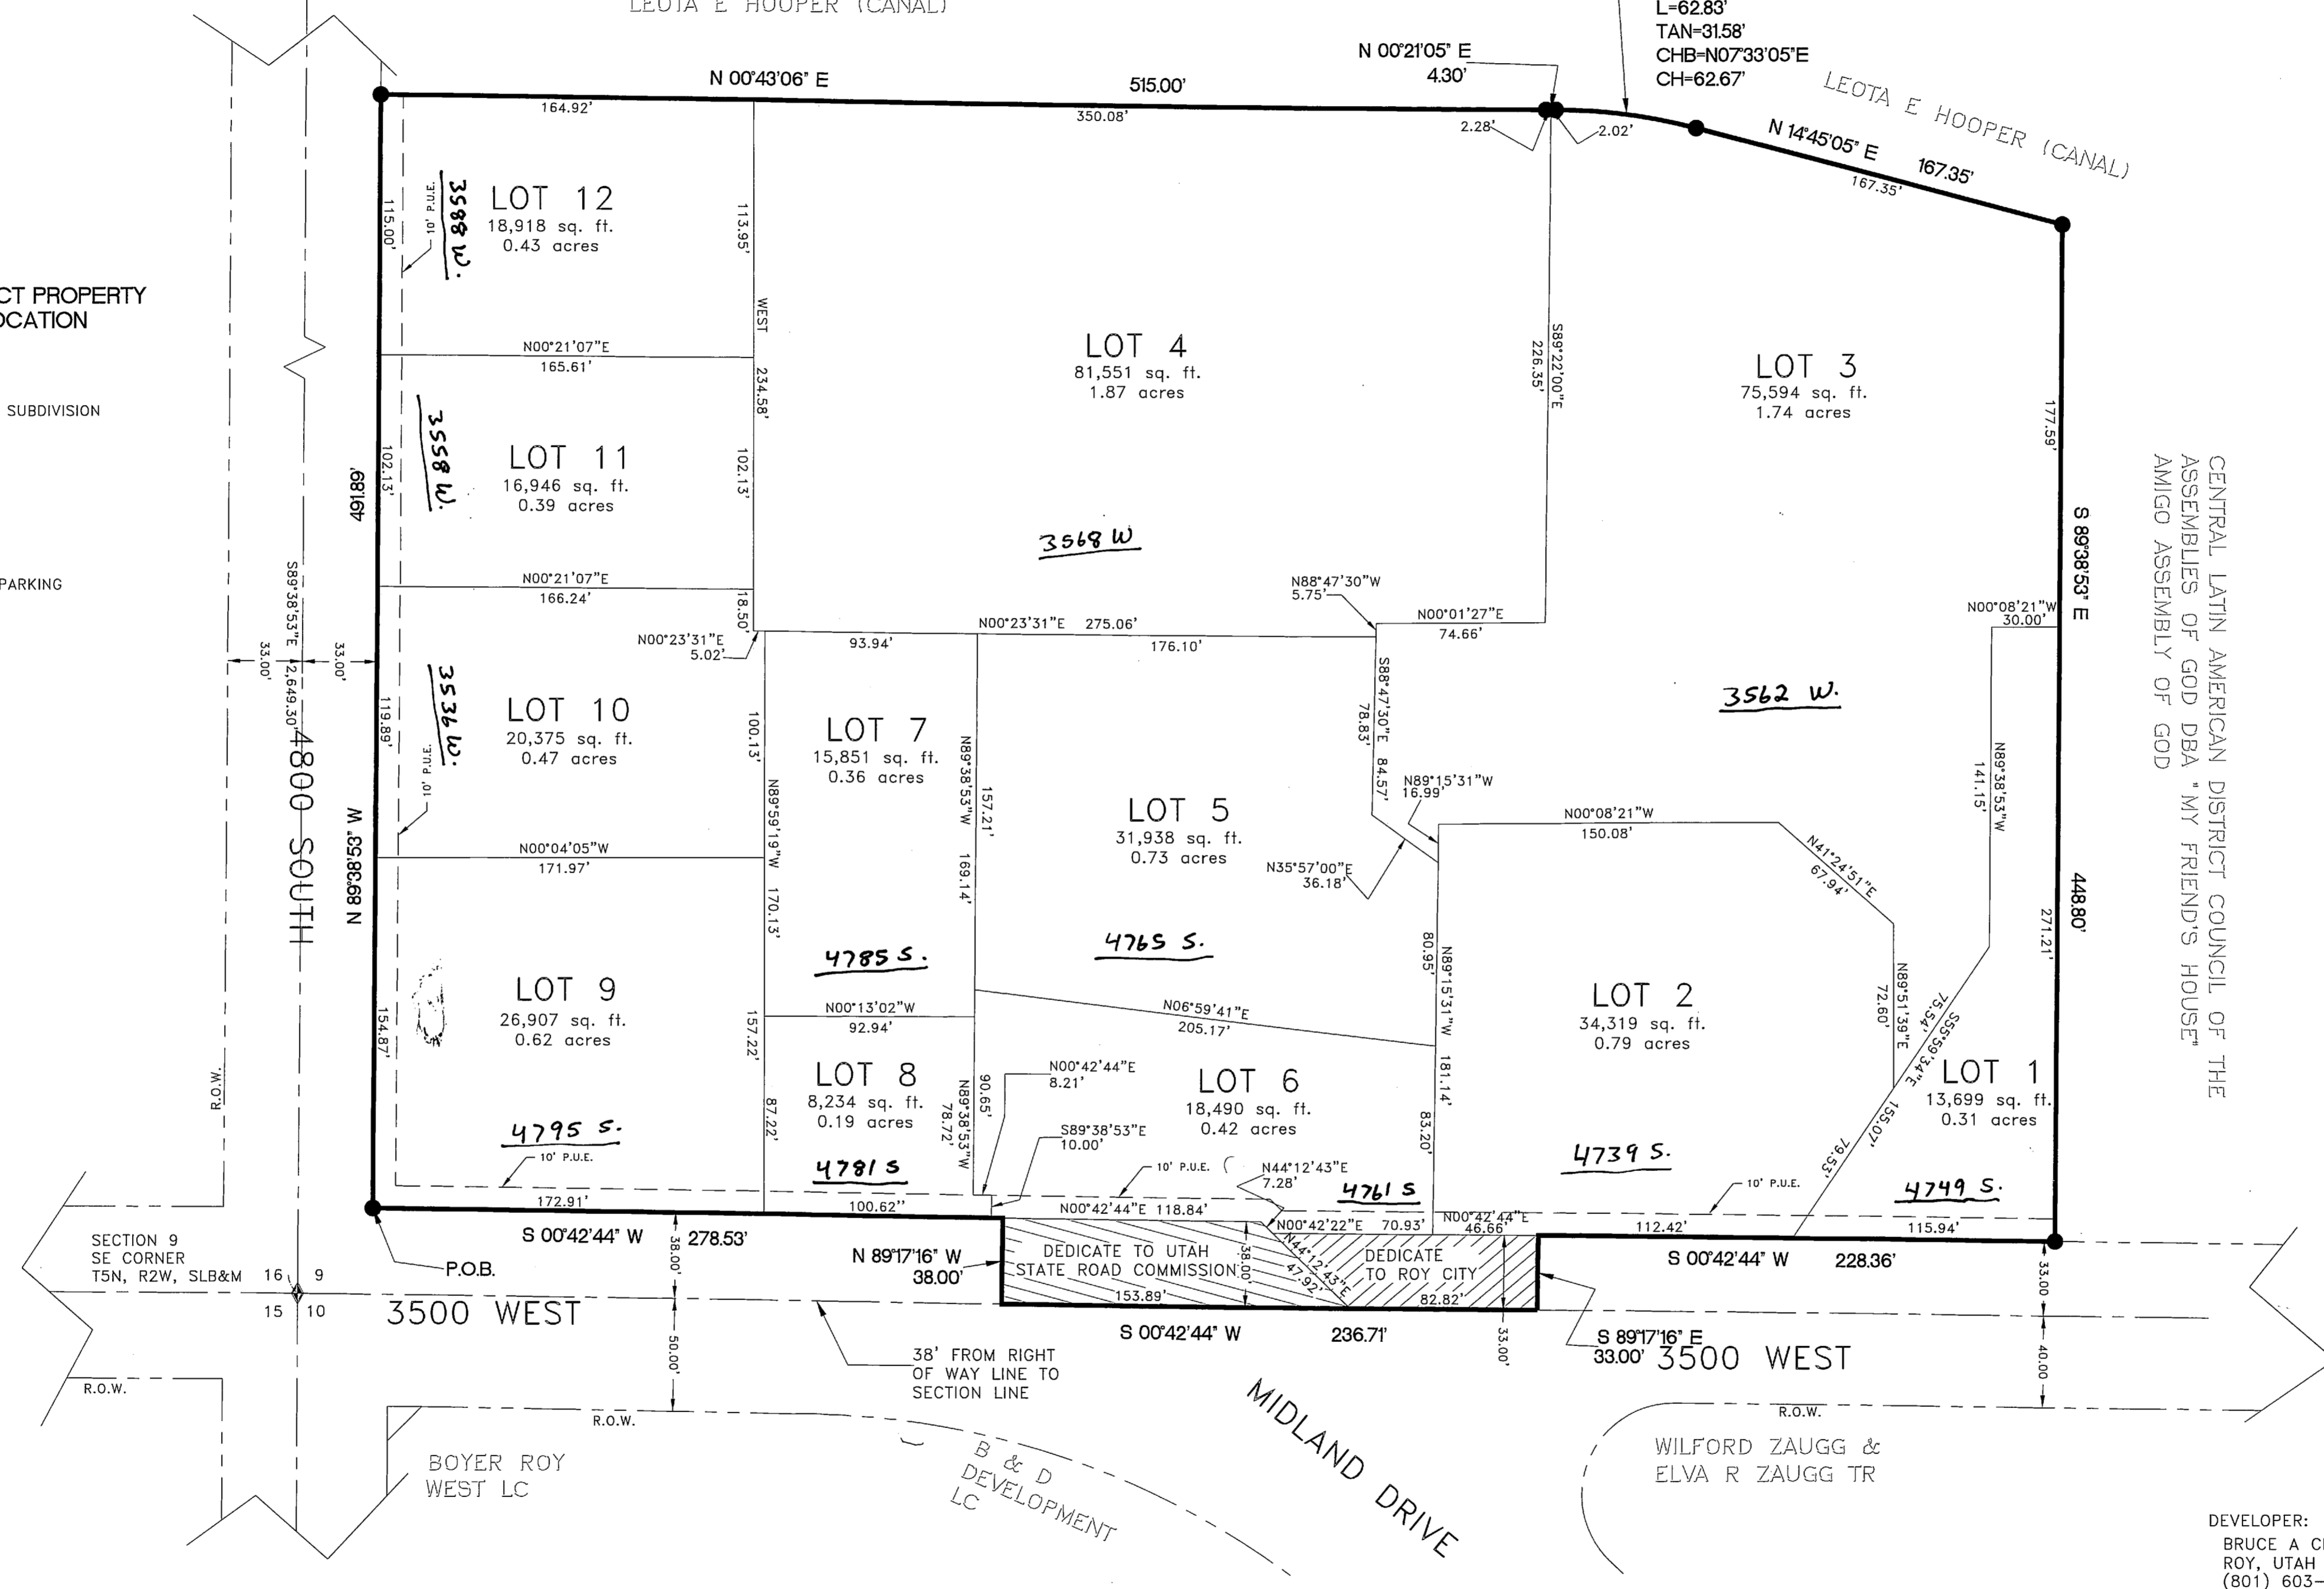 LEOTA E HOOPER (CANAL)
L=62.83'
TAN=31.58'
CHB=N07°33'05"E
CH=62.67'
N 00°21'05" E
4.30'
N 00°43'06" E
515.00'
164.92'
350.08'
2.28'
2.02'
LEOTA E HOOPER (CANAL)
N 14°45'05" E 167.35'
167.35'
CT PROPERTY
OCATION
SUBDIVISION
PARKING
LOT 12
18,918 sq. ft.
0.43 acres
3588 W.
10' P.U.E.
115.00'
113.95'
WEST
234.58'
N00°21'07"E
165.61'
LOT 4
81,551 sq. ft.
1.87 acres
3568 W
S89°22'00"E
226.35'
LOT 3
75,594 sq. ft.
1.74 acres
3562 W.
177.59'
S 89°38'53" E
448.80'
271.21'
CENTRAL LATIN AMERICAN DISTRICT COUNCIL OF THE
ASSEMBLIES OF GOD DBA "MY FRIEND'S HOUSE"
AMIGO ASSEMBLY OF GOD
LOT 11
16,946 sq. ft.
0.39 acres
3558 W.
102.13'
102.13'
491.89'
N 89°38'53" W
N00°21'07"E
166.24'
18.50'
N00°23'31"E
5.02'
93.94'
N00°23'31"E 275.06'
176.10'
N88°47'30"W
5.75'
N00°01'27"E
74.66'
N00°08'21"W
30.00'
S89°38'53"E 2,649.30'
33.00'
33.00'
4800 SOUTH
R.O.W.
LOT 10
20,375 sq. ft.
0.47 acres
3536 W.
10' P.U.E.
119.89'
100.13'
N89°59'19"W 170.13'
N00°04'05"W
171.97'
LOT 7
15,851 sq. ft.
0.36 acres
4785 S.
N89°38'53"W
169.14'
157.21'
LOT 5
31,938 sq. ft.
0.73 acres
4765 S.
S88°47'30"E 84.57'
78.83'
N89°15'31"W
16.99'
N35°57'00"E
36.18'
N00°08'21"W
150.08'
N41°24'51"E
67.94'
N89°38'53"W
141.15'
N89°51'39"E
72.60'
75.54'
S55°59'34"E 155.07'
79.53'
LOT 9
26,907 sq. ft.
0.62 acres
4795 S.
10' P.U.E.
154.87'
157.22'
172.91'
N00°13'02"W
92.94'
LOT 8
8,234 sq. ft.
0.19 acres
4781 S
87.22'
90.65'
N89°38'53"W
78.72'
100.62''
N00°42'44"E
8.21'
S89°38'53"E
10.00'
N06°59'41"E
205.17'
LOT 6
18,490 sq. ft.
0.42 acres
4761 S
10' P.U.E.
N44°12'43"E
7.28'
80.95'
N89°15'31"W 181.14'
83.20'
LOT 2
34,319 sq. ft.
0.79 acres
4739 S.
10' P.U.E.
LOT 1
13,699 sq. ft.
0.31 acres
4749 S.
N00°42'44"E 118.84'
N00°42'22"E 70.93'
N00°42'44"E
46.66'
112.42'
115.94'
S 00°42'44" W 278.53'
38.00'
N 89°17'16" W
38.00'
DEDICATE TO UTAH
STATE ROAD COMMISSION
38.00'
153.89'
N44°12'43"E
47.92'
DEDICATE
TO ROY CITY
82.82'
S 00°42'44" W 228.36'
33.00'
S 00°42'44" W 236.71'
33.00'
S 89°17'16" E
33.00'
SECTION 9
SE CORNER
T5N, R2W, SLB&M
16 9
15 10
P.O.B.
3500 WEST
50.00'
38' FROM RIGHT
OF WAY LINE TO
SECTION LINE
3500 WEST
40.00
R.O.W.
R.O.W.
R.O.W.
MIDLAND DRIVE
BOYER ROY
WEST LC
B & D
DEVELOPMENT
LC
WILFORD ZAUGG &
ELVA R ZAUGG TR
DEVELOPER:
BRUCE A
ROY, UTAH
(801) 603-